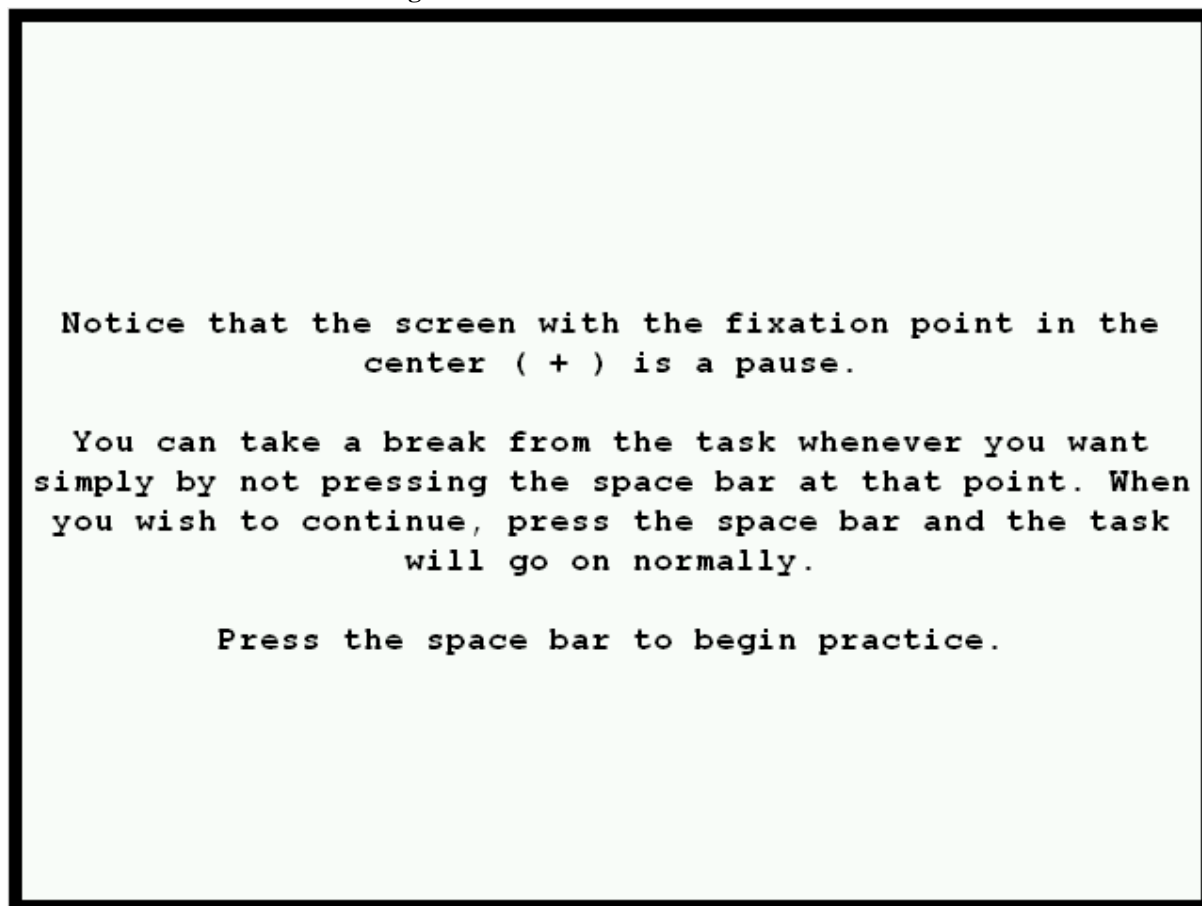 Notice that the screen with the fixation point in the
center ( + ) is a pause.
You can take a break from the task whenever you want
simply by not pressing the space bar at that point. When
you wish to continue, press the space bar and the task
will go on normally.
Press the space bar to begin practice.